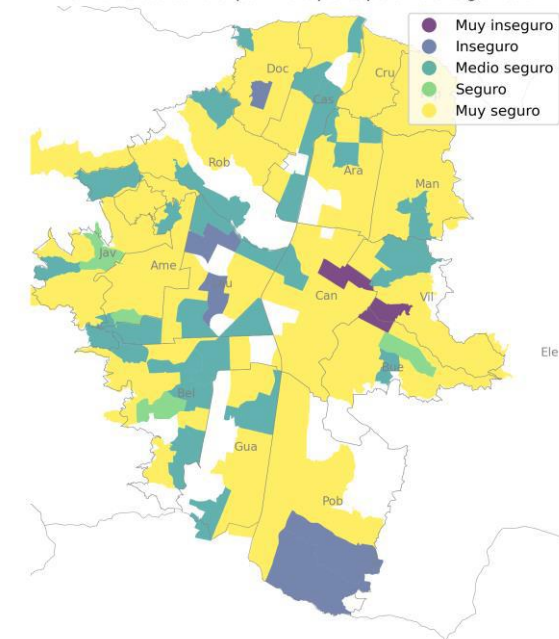 Muy inseguro
Inseguro
Medio seguro
Seguro
Muy seguro
Doc
Cru
Cas
Rob
Ara
Man
Jav
Ame
Can
Vil
Ele
Bue
Bel
Gua
Pob